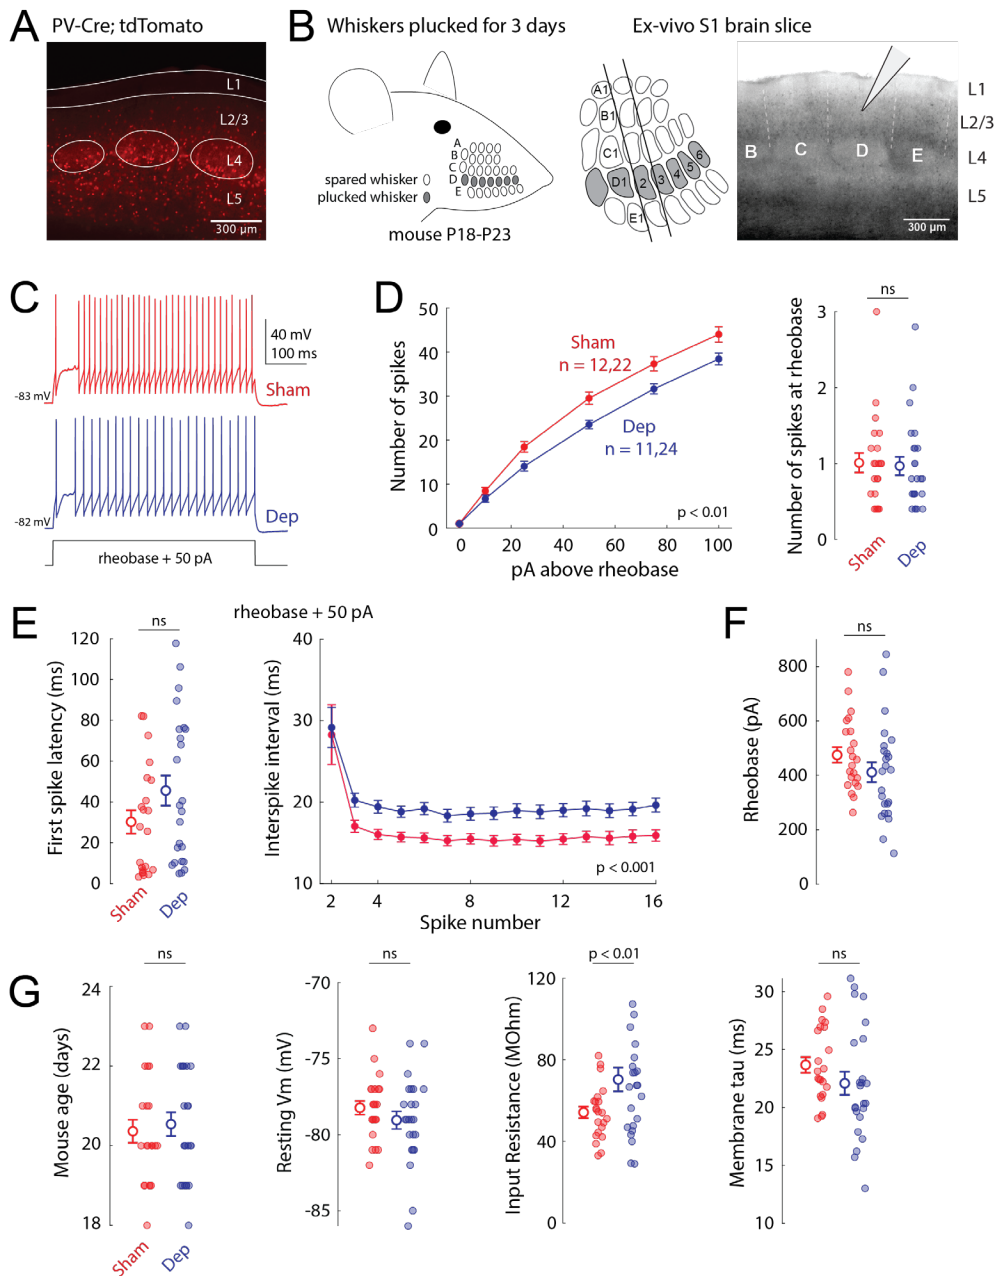 A PV-Cre; tdTomato
L1
L2/3
L4
L5
300 µm
B Whiskers plucked for 3 days
Ex-vivo S1 brain slice
A
B
C
D
E
spared whisker
plucked whisker
mouse P18-P23
A1
B1
C1
D1 2 3 4 5 6
E1
B C D E
L1
L2/3
L4
L5
300 µm
C
40 mV
100 ms
-83 mV
Sham
-82 mV
Dep
rheobase + 50 pA
D
Number of spikes
50
40
30
20
10
0
Sham
n = 12,22
Dep
n = 11,24
p < 0.01
0 20 40 60 80 100
pA above rheobase
Number of spikes at rheobase
ns
3
2
1
0
Sham Dep
E
First spike latency (ms)
ns
120
100
80
60
40
20
0
Sham Dep
rheobase + 50 pA
Interspike interval (ms)
40
30
20
10
p < 0.001
2 4 8 12 16
Spike number
F
Rheobase (pA)
ns
800
600
400
200
0
G
Mouse age (days)
ns
24
22
20
18
Sham Dep
Resting Vm (mV)
ns
-70
-75
-80
-85
Input Resistance (MOhm)
p < 0.01
120
80
40
0
Membrane tau (ms)
ns
30
25
20
15
10